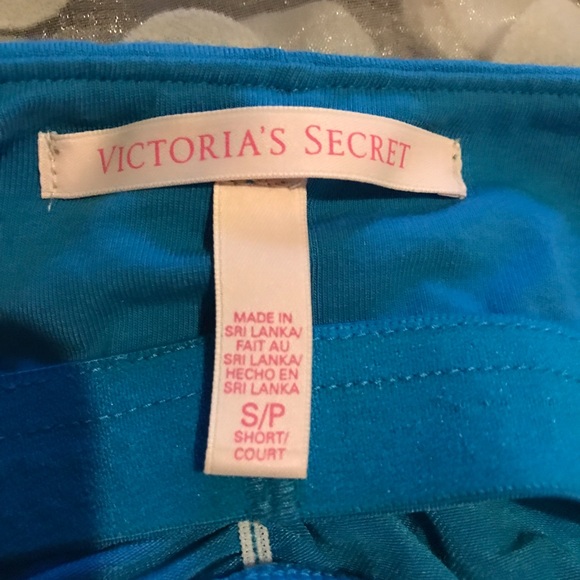 VICTORIA'S SECRET
MADE IN
SRI LANKA/
FAIT AU
SRI LANKA/
HECHO EN
SRI LANKA
S/P
SHORT/
COURT